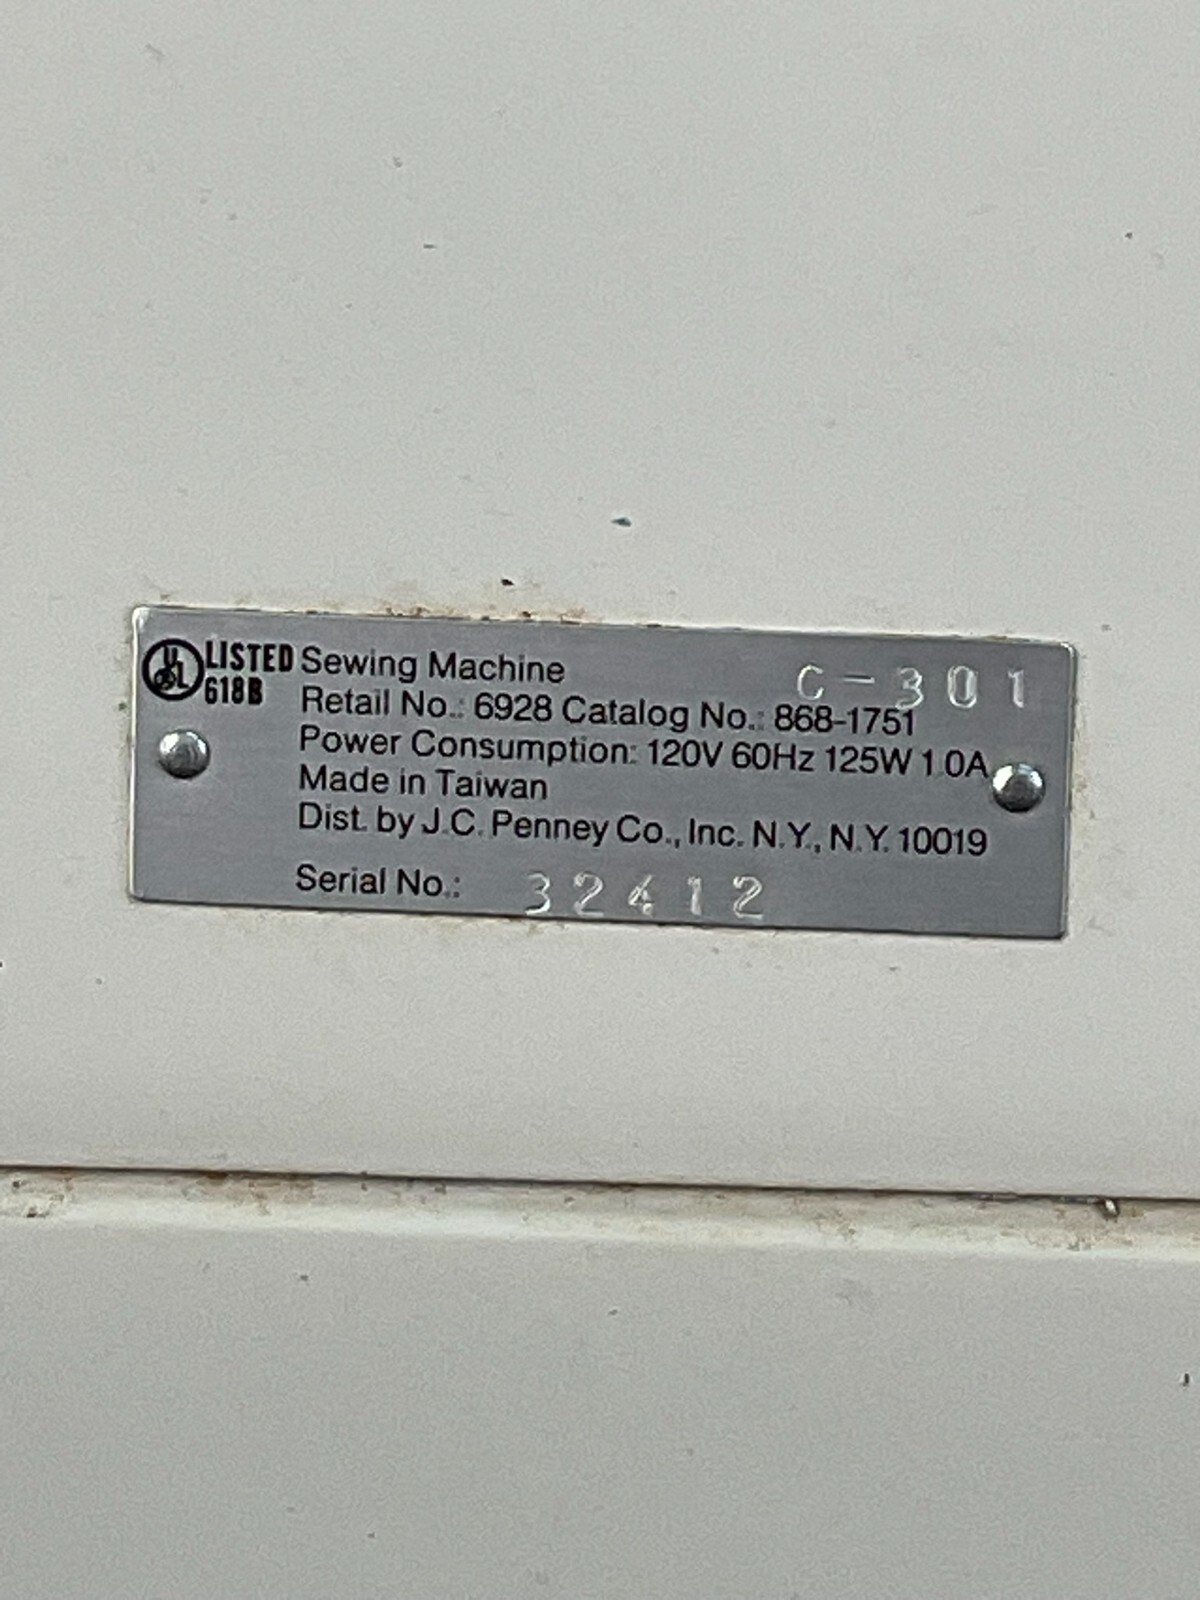 UL LISTED Sewing Machine C-301
618B Retail No.: 6928 Catalog No.: 868-1751
Power Consumption: 120V 60Hz 125W 1.0A
Made in Taiwan
Dist. by J.C. Penney Co., Inc. N.Y., N.Y. 10019
Serial No.: 32412